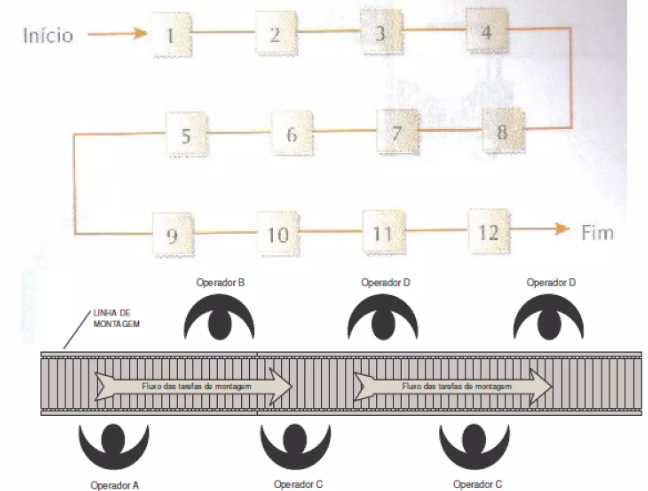 Início
1 2 3 4
5 6 7 8
9 10 11 12 Fim
Operador B Operador D Operador D
LINHA DE
MONTAGEM
Fluxo das tarefas de montagem Fluxo das tarefas de montagem
Operador A Operador C Operador C